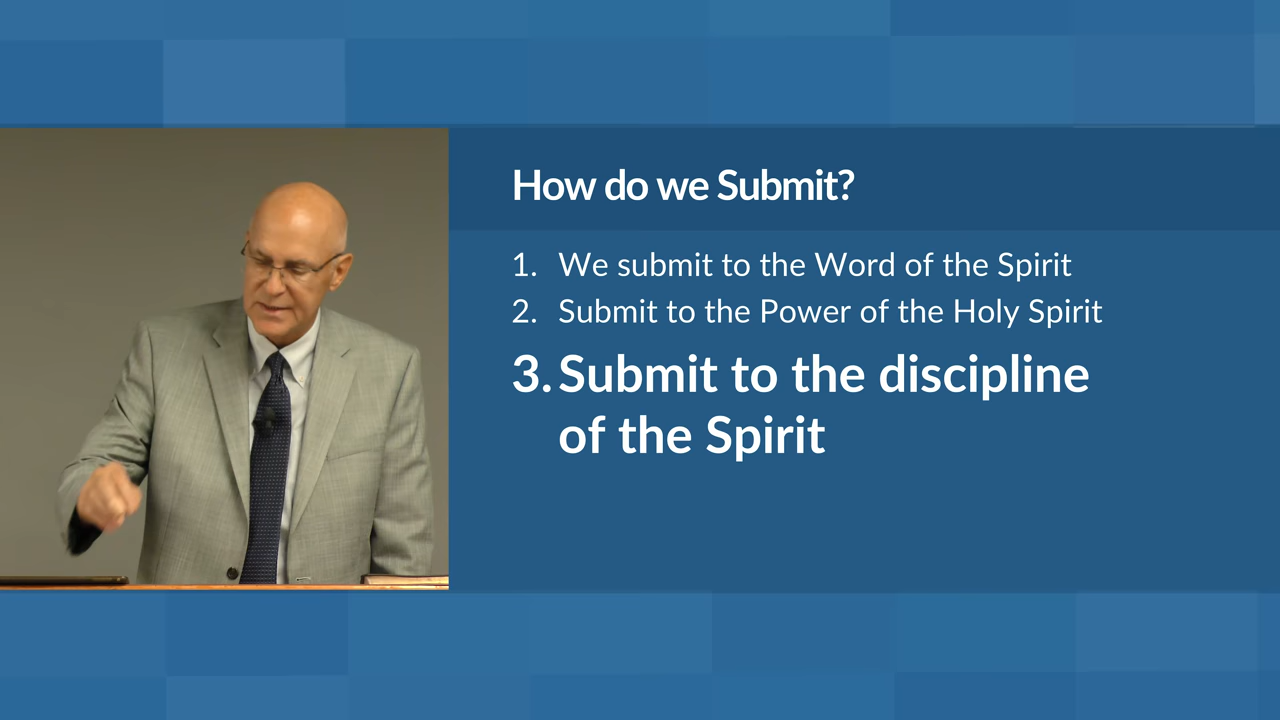 How do we Submit?
1. We submit to the Word of the Spirit
2. Submit to the Power of the Holy Spirit
3. Submit to the discipline
of the Spirit